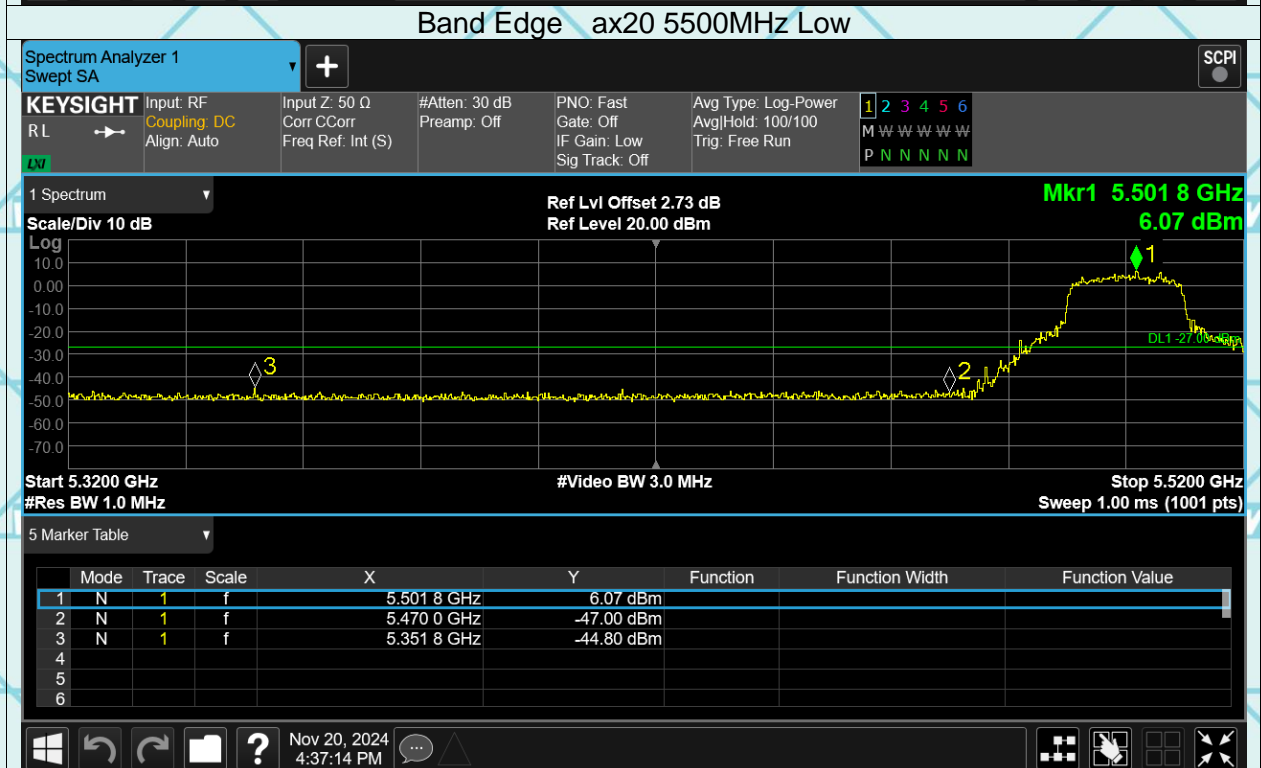 Band Edge ax20 5500MHz Low
Spectrum Analyzer 1
Swept SA
+
SCPI
KEYSIGHT Input: RF Input Z: 50 Ω #Atten: 30 dB PNO: Fast Avg Type: Log-Power 1 2 3 4 5 6
R L Coupling: DC Corr CCorr Preamp: Off Gate: Off Avg|Hold: 100/100 M W W W W W W
Align: Auto Freq Ref: Int (S) IF Gain: Low Trig: Free Run
LXI Sig Track: Off P N N N N N
1 Spectrum Ref Lvl Offset 2.73 dB Mkr1 5.501 8 GHz
Scale/Div 10 dB Ref Level 20.00 dBm 6.07 dBm
Log
1
10.0
0.00
-10.0
-20.0
DL1 -27.00 dBm
-30.0
3
2
-40.0
-50.0
-60.0
-70.0
Start 5.3200 GHz #Video BW 3.0 MHz Stop 5.5200 GHz
#Res BW 1.0 MHz Sweep 1.00 ms (1001 pts)
5 Marker Table
Mode Trace Scale X Y Function Function Width Function Value
1 N 1 f 5.501 8 GHz 6.07 dBm
2 N 1 f 5.470 0 GHz -47.00 dBm
3 N 1 f 5.351 8 GHz -44.80 dBm
4
5
6
?
Nov 20, 2024
4:37:14 PM